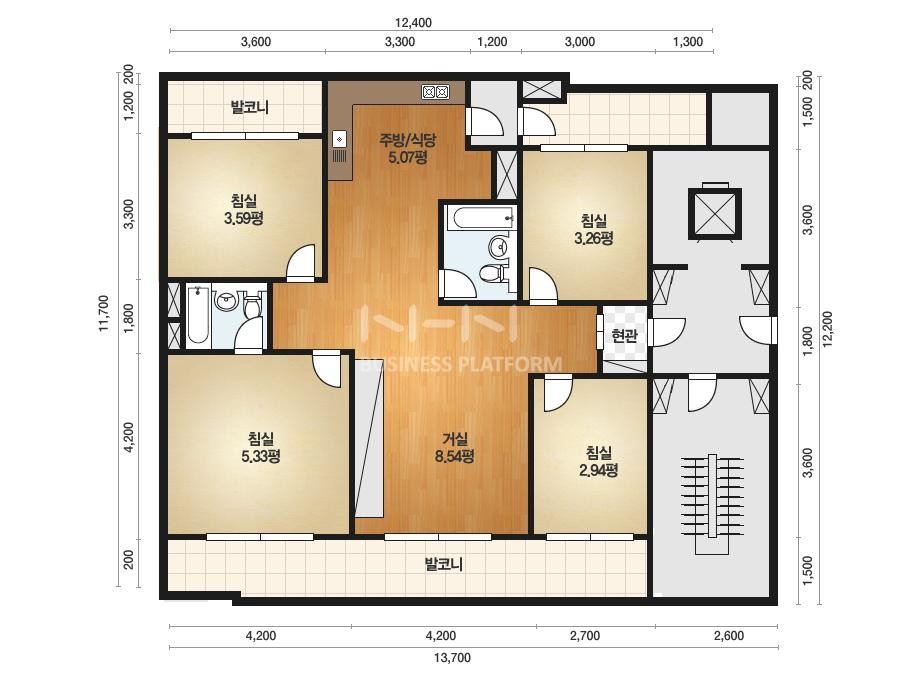 12,400
3,600 3,300 1,200 3,000 1,300
200
1,200
3,300
1,800
4,200
200
11,700
200
1,500
3,600
1,800
3,600
1,500
12,200
발코니
주방/식당
5.07평
침실
3.59평
침실
3.26평
현관
NHN
BUSINESS PLATFORM
침실
5.33평
거실
8.54평
침실
2.94평
발코니
4,200 4,200 2,700 2,600
13,700